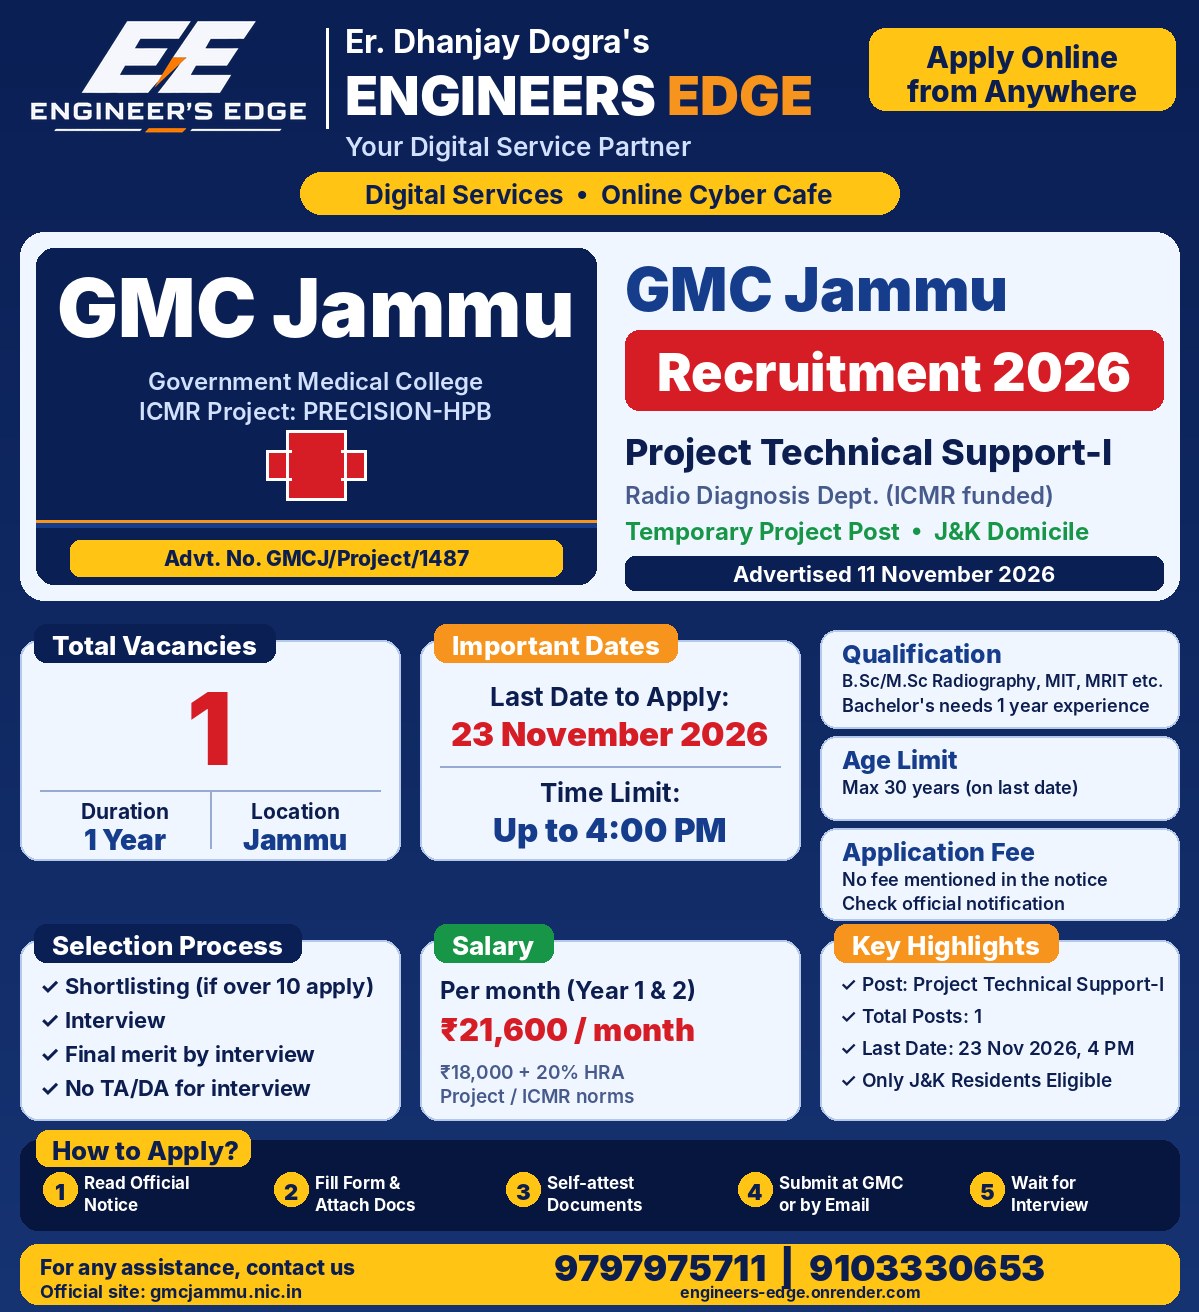 EE
ENGINEER'S EDGE
Er. Dhanjay Dogra's
ENGINEERS EDGE
Your Digital Service Partner
Apply Online
from Anywhere
Digital Services • Online Cyber Cafe
GMC Jammu
Government Medical College
ICMR Project: PRECISION-HPB
Advt. No. GMCJ/Project/1487
GMC Jammu
Recruitment 2026
Project Technical Support-I
Radio Diagnosis Dept. (ICMR funded)
Temporary Project Post • J&K Domicile
Advertised 11 November 2026
Total Vacancies
1
Duration
1 Year
Location
Jammu
Important Dates
Last Date to Apply:
23 November 2026
Time Limit:
Up to 4:00 PM
Qualification
B.Sc/M.Sc Radiography, MIT, MRIT etc.
Bachelor's needs 1 year experience
Age Limit
Max 30 years (on last date)
Application Fee
No fee mentioned in the notice
Check official notification
Selection Process
✓ Shortlisting (if over 10 apply)
✓ Interview
✓ Final merit by interview
✓ No TA/DA for interview
Salary
Per month (Year 1 & 2)
₹21,600 / month
₹18,000 + 20% HRA
Project / ICMR norms
Key Highlights
✓ Post: Project Technical Support-I
✓ Total Posts: 1
✓ Last Date: 23 Nov 2026, 4 PM
✓ Only J&K Residents Eligible
How to Apply?
1 Read Official
Notice
2 Fill Form &
Attach Docs
3 Self-attest
Documents
4 Submit at GMC
or by Email
5 Wait for
Interview
For any assistance, contact us
Official site: gmcjammu.nic.in
9797975711 | 9103330653
engineers-edge.onrender.com